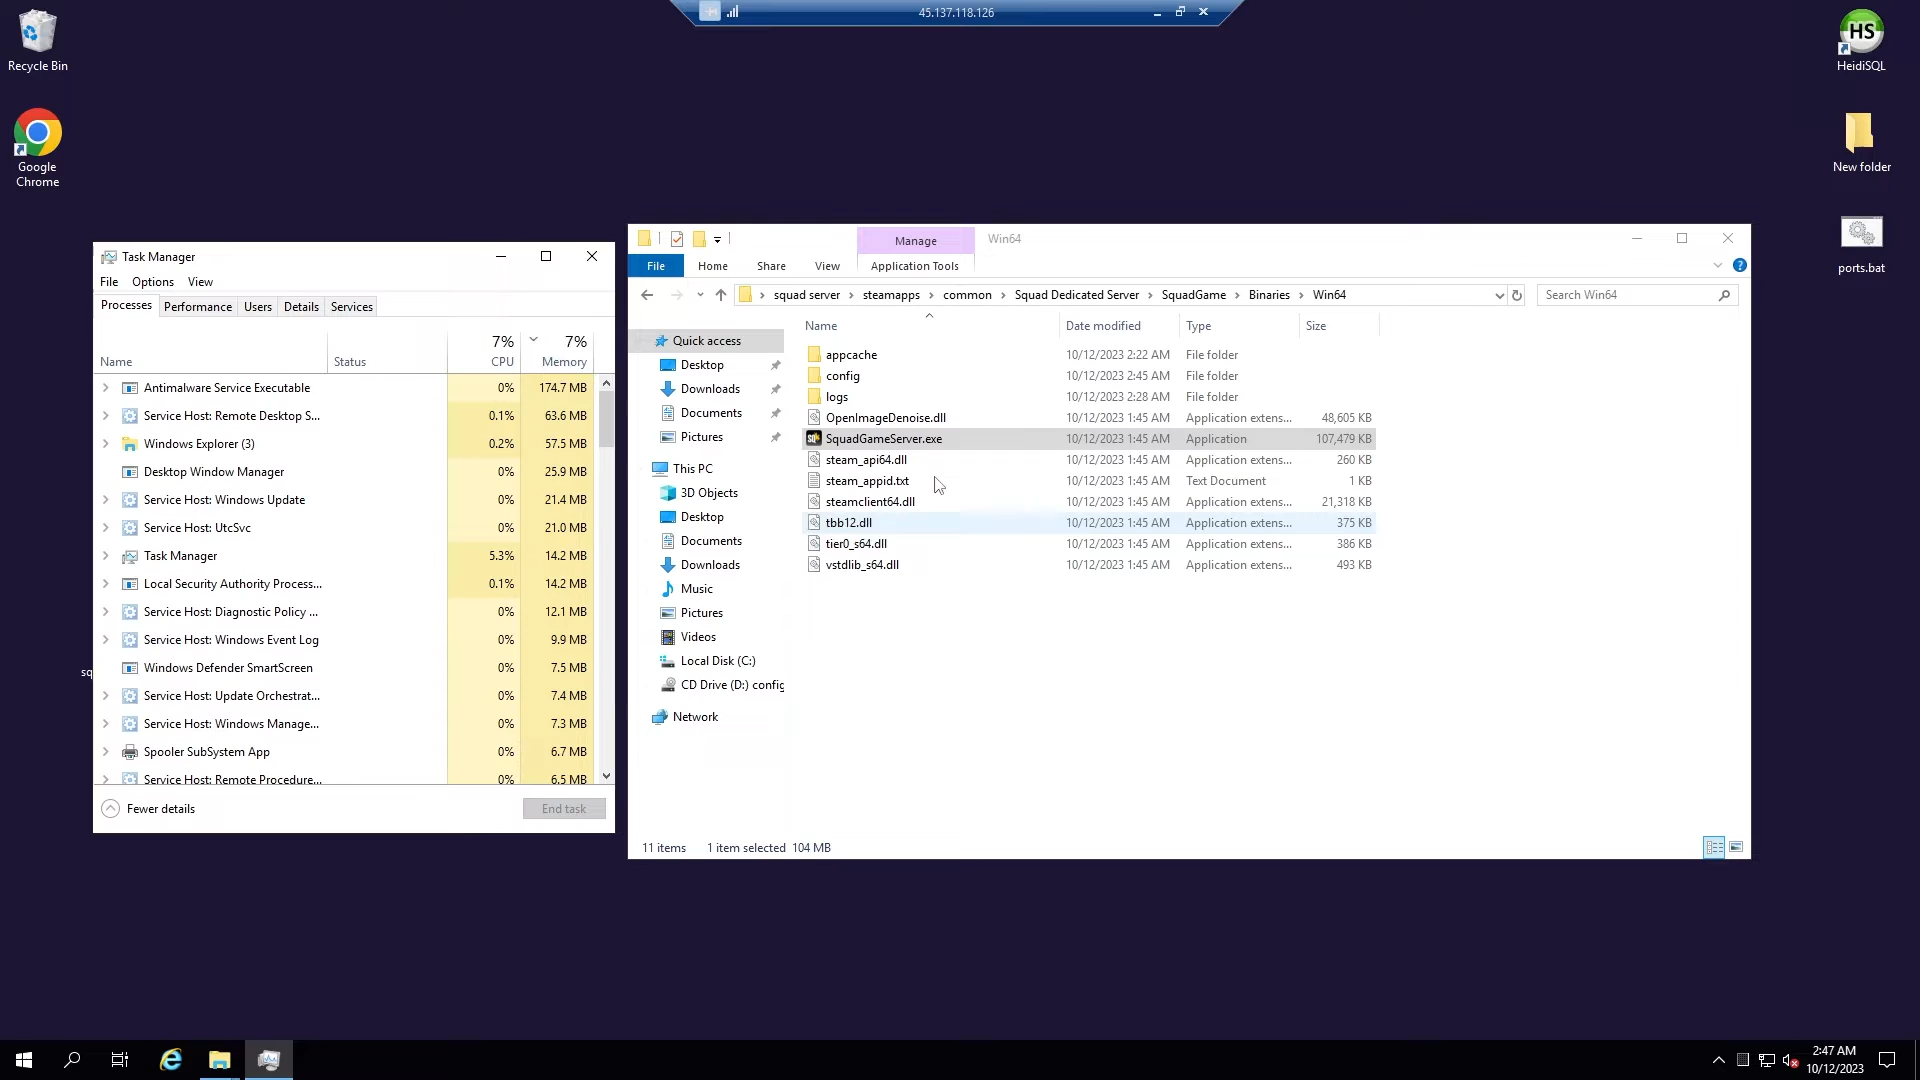 45.137.118.126
Recycle Bin
Google
Chrome
HS
HeidiSQL
New folder
ports.bat
sq
Task Manager
File Options View
Processes Performance Users Details Services
7% 7%
Name Status CPU Memory
Antimalware Service Executable 0% 174.7 MB
Service Host: Remote Desktop S... 0.1% 63.6 MB
Windows Explorer (3) 0.2% 57.5 MB
Desktop Window Manager 0% 25.9 MB
Service Host: Windows Update 0% 21.4 MB
Service Host: UtcSvc 0% 21.0 MB
Task Manager 5.3% 14.2 MB
Local Security Authority Process... 0.1% 14.2 MB
Service Host: Diagnostic Policy ... 0% 12.1 MB
Service Host: Windows Event Log 0% 9.9 MB
Windows Defender SmartScreen 0% 7.5 MB
Service Host: Update Orchestrat... 0% 7.4 MB
Service Host: Windows Manage... 0% 7.3 MB
Spooler SubSystem App 0% 6.7 MB
Service Host: Remote Procedure... 0% 6.5 MB
Fewer details End task
Manage Win64
File Home Share View Application Tools
squad server steamapps common Squad Dedicated Server SquadGame Binaries Win64 Search Win64
Quick access
Desktop
Downloads
Documents
Pictures
This PC
3D Objects
Desktop
Documents
Downloads
Music
Pictures
Videos
Local Disk (C:)
CD Drive (D:) config
Network
Name Date modified Type Size
appcache 10/12/2023 2:22 AM File folder
config 10/12/2023 2:45 AM File folder
logs 10/12/2023 2:28 AM File folder
OpenImageDenoise.dll 10/12/2023 1:45 AM Application extens... 48,605 KB
SquadGameServer.exe 10/12/2023 1:45 AM Application 107,479 KB
steam_api64.dll 10/12/2023 1:45 AM Application extens... 260 KB
steam_appid.txt 10/12/2023 1:45 AM Text Document 1 KB
steamclient64.dll 10/12/2023 1:45 AM Application extens... 21,318 KB
tbb12.dll 10/12/2023 1:45 AM Application extens... 375 KB
tier0_s64.dll 10/12/2023 1:45 AM Application extens... 386 KB
vstdlib_s64.dll 10/12/2023 1:45 AM Application extens... 493 KB
11 items 1 item selected 104 MB
2:47 AM
10/12/2023